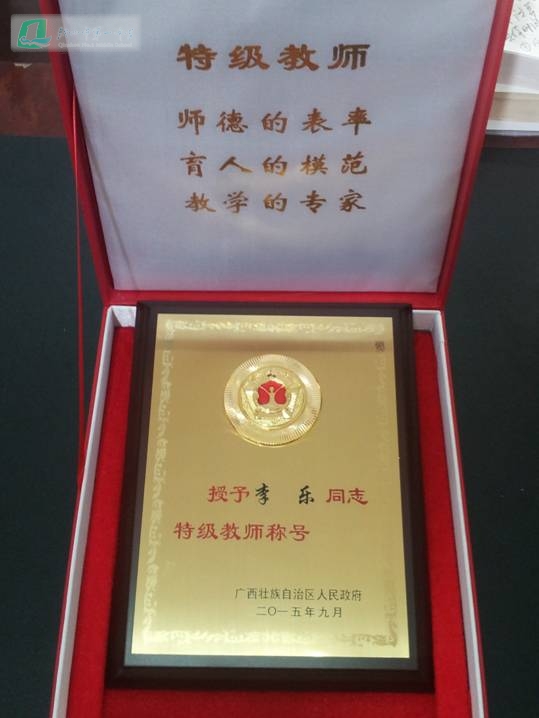 特级教师
师德的表率
育人的模范
教学的专家
授予李 乐同志
特级教师称号
广西壮族自治区人民政府
二〇一五年九月